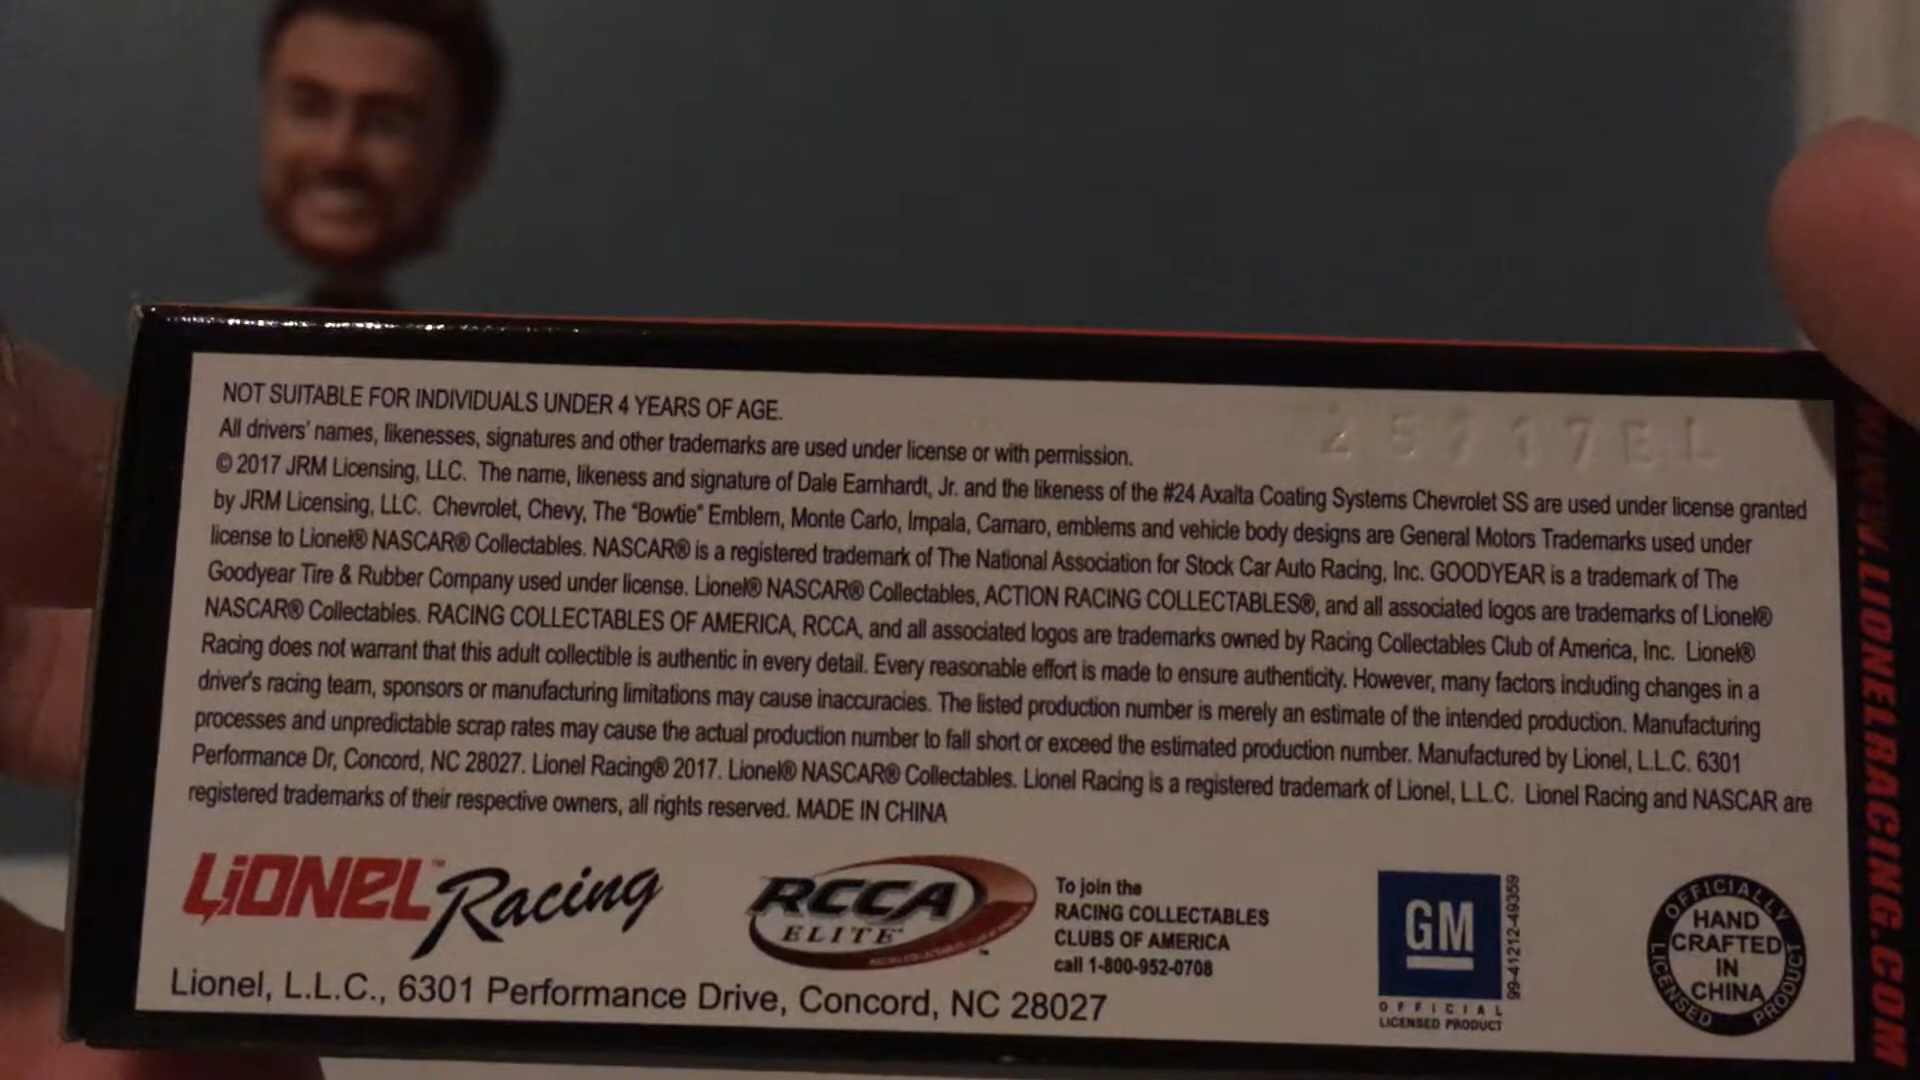 NOT SUITABLE FOR INDIVIDUALS UNDER 4 YEARS OF AGE.
All drivers' names, likenesses, signatures and other trademarks are used under license or with permission.
© 2017 JRM Licensing, LLC. The name, likeness and signature of Dale Earnhardt, Jr. and the likeness of the #24 Axalta Coating Systems Chevrolet SS are used under license granted
by JRM Licensing, LLC. Chevrolet, Chevy, The "Bowtie" Emblem, Monte Carlo, Impala, Camaro, emblems and vehicle body designs are General Motors Trademarks used under
license to Lionel® NASCAR® Collectables. NASCAR® is a registered trademark of The National Association for Stock Car Auto Racing, Inc. GOODYEAR is a trademark of The
Goodyear Tire & Rubber Company used under license. Lionel® NASCAR® Collectables, ACTION RACING COLLECTABLES®, and all associated logos are trademarks of Lionel®
NASCAR® Collectables. RACING COLLECTABLES OF AMERICA, RCCA, and all associated logos are trademarks owned by Racing Collectables Club of America, Inc. Lionel®
Racing does not warrant that this adult collectible is authentic in every detail. Every reasonable effort is made to ensure authenticity. However, many factors including changes in a
driver's racing team, sponsors or manufacturing limitations may cause inaccuracies. The listed production number is merely an estimate of the intended production. Manufacturing
processes and unpredictable scrap rates may cause the actual production number to fall short or exceed the estimated production number. Manufactured by Lionel, L.L.C. 6301
Performance Dr, Concord, NC 28027. Lionel Racing® 2017. Lionel® NASCAR® Collectables. Lionel Racing is a registered trademark of Lionel, L.L.C. Lionel Racing and NASCAR are
registered trademarks of their respective owners, all rights reserved. MADE IN CHINA
LiONEL™ Racing
RCCA
ELITE™
To join the
RACING COLLECTABLES
CLUBS OF AMERICA
call 1-800-952-0708
GM
OFFICIAL
LICENSED PRODUCT
99-41212-49359
OFFICIALLY
LICENSED
PRODUCT
HAND
CRAFTED
IN
CHINA
Lionel, L.L.C., 6301 Performance Drive, Concord, NC 28027
WWW.LIONELRACING.COM